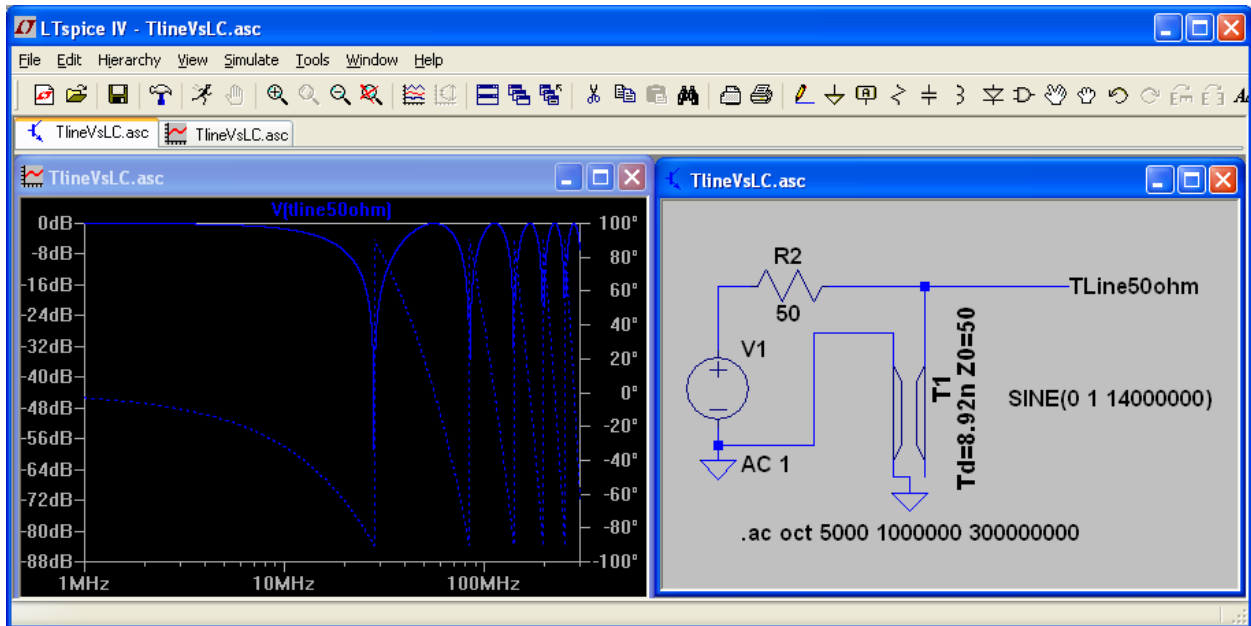 LTspice IV - TlineVsLC.asc
File Edit Hierarchy View Simulate Tools Window Help
TlineVsLC.asc TlineVsLC.asc
TlineVsLC.asc
V(tline50ohm)
0dB
-8dB
-16dB
-24dB
-32dB
-40dB
-48dB
-56dB
-64dB
-72dB
-80dB
-88dB
100°
80°
60°
40°
20°
0°
-20°
-40°
-60°
-80°
-100°
1MHz 10MHz 100MHz
TlineVsLC.asc
R2
50
TLine50ohm
V1
T1
Td=8.92n Z0=50
SINE(0 1 14000000)
AC 1
.ac oct 5000 1000000 300000000